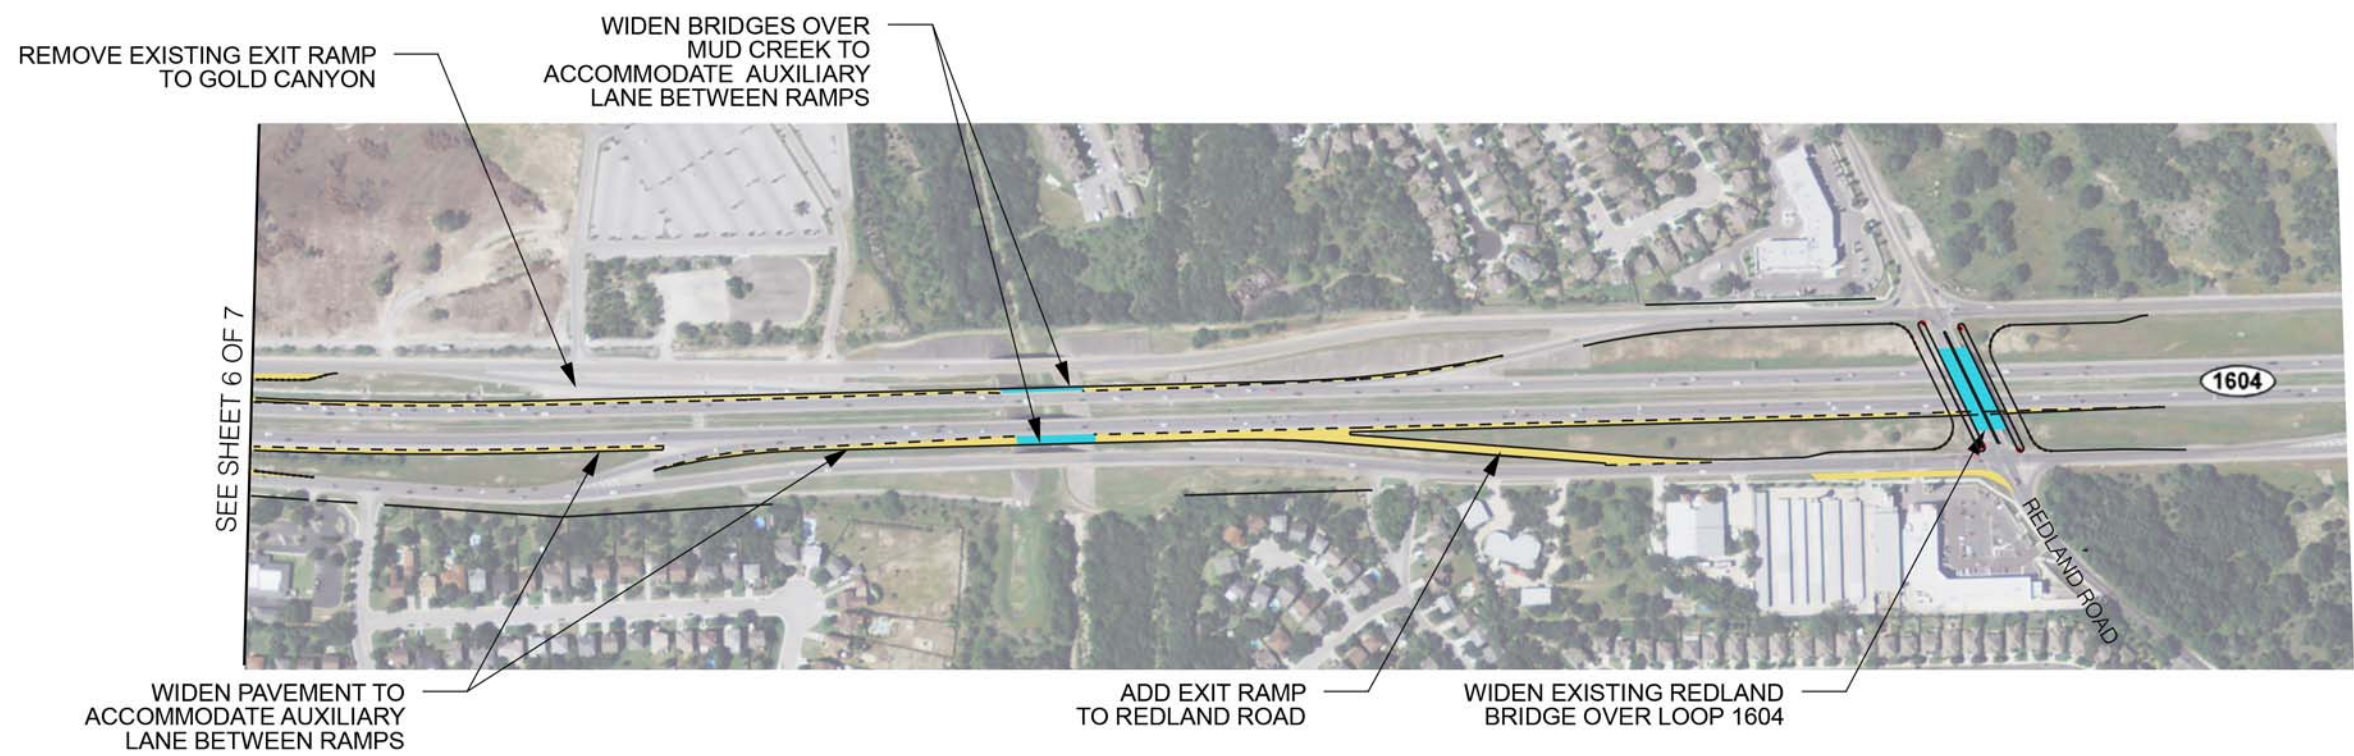 WIDEN BRIDGES OVER
MUD CREEK TO
ACCOMMODATE AUXILIARY
LANE BETWEEN RAMPS
REMOVE EXISTING EXIT RAMP
TO GOLD CANYON
SEE SHEET 6 OF 7
1604
REDLAND ROAD
WIDEN PAVEMENT TO
ACCOMMODATE AUXILIARY
LANE BETWEEN RAMPS
ADD EXIT RAMP
TO REDLAND ROAD
WIDEN EXISTING REDLAND
BRIDGE OVER LOOP 1604